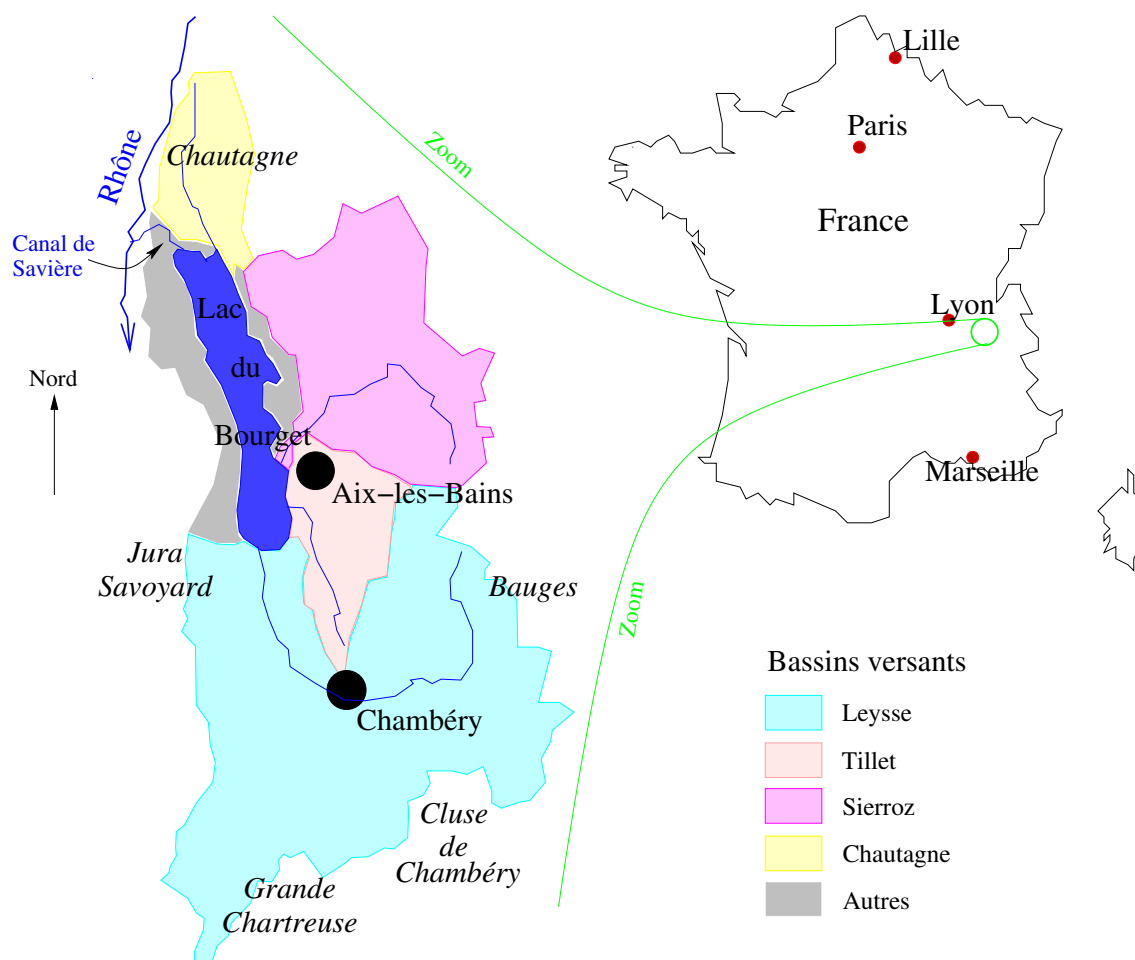 Lille
Paris
France
Lyon
Marseille
Zoom
Zoom
Rhône
Chautagne
Canal de
Savière
Lac
du
Bourget
Nord
Aix−les−Bains
Jura
Savoyard
Bauges
Chambéry
Cluse
de
Chambéry
Grande
Chartreuse
Bassins versants
Leysse
Tillet
Sierroz
Chautagne
Autres